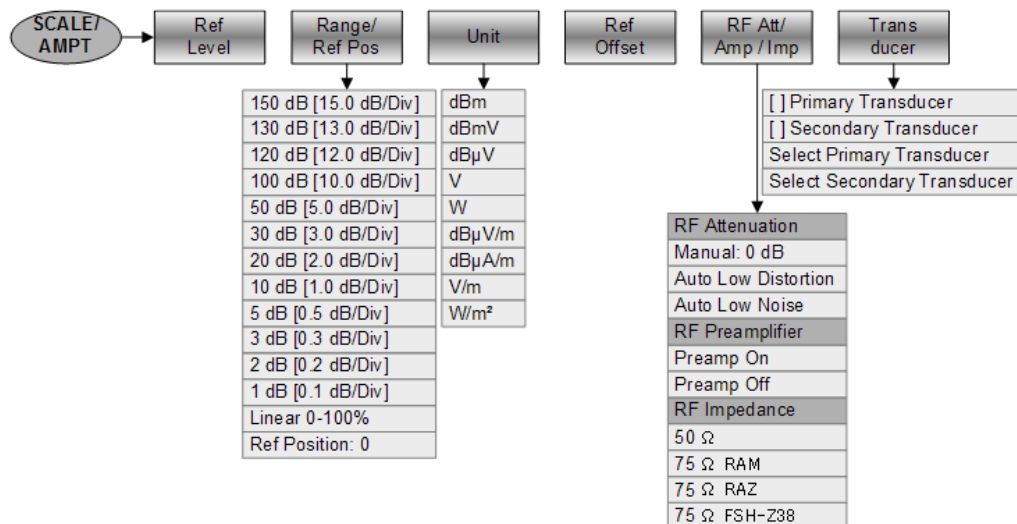 SCALE/
AMPT
Ref
Level
Range/
Ref Pos
Unit
Ref
Offset
RF Att/
Amp / Imp
Trans
ducer
150 dB [15.0 dB/Div]
130 dB [13.0 dB/Div]
120 dB [12.0 dB/Div]
100 dB [10.0 dB/Div]
50 dB [5.0 dB/Div]
30 dB [3.0 dB/Div]
20 dB [2.0 dB/Div]
10 dB [1.0 dB/Div]
5 dB [0.5 dB/Div]
3 dB [0.3 dB/Div]
2 dB [0.2 dB/Div]
1 dB [0.1 dB/Div]
Linear 0-100%
Ref Position: 0
dBm
dBmV
dBµV
V
W
dBµV/m
dBµA/m
V/m
W/m²
[ ] Primary Transducer
[ ] Secondary Transducer
Select Primary Transducer
Select Secondary Transducer
RF Attenuation
Manual: 0 dB
Auto Low Distortion
Auto Low Noise
RF Preamplifier
Preamp On
Preamp Off
RF Impedance
50 Ω
75 Ω RAM
75 Ω RAZ
75 Ω FSH-Z38